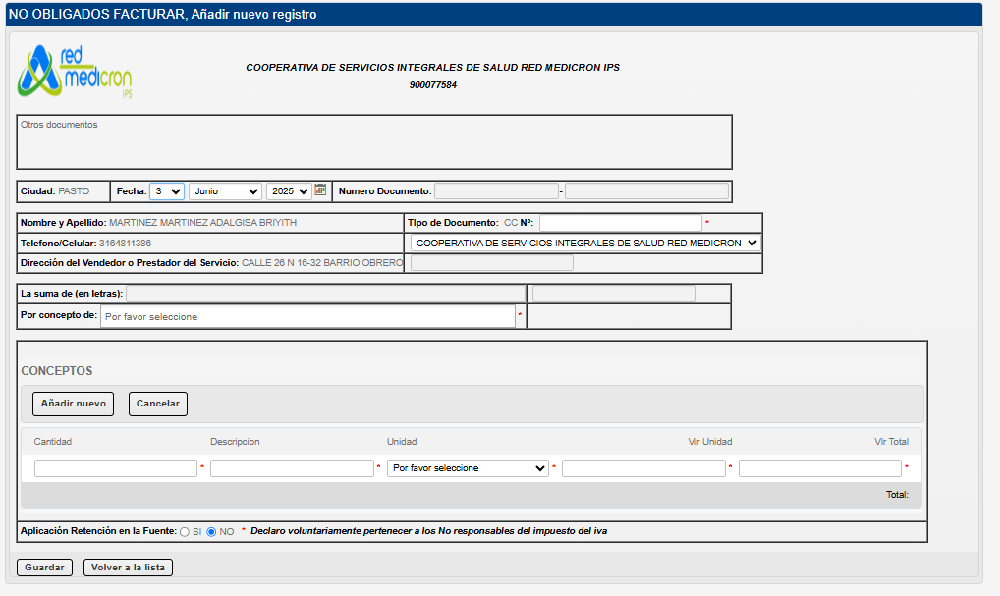 NO OBLIGADOS FACTURAR, Añadir nuevo registro
red
medicron
IPS
COOPERATIVA DE SERVICIOS INTEGRALES DE SALUD RED MEDICRON IPS
900077584
Otros documentos
Ciudad: PASTO Fecha: 3 Junio 2025 Numero Documento: -
Nombre y Apellido: MARTINEZ MARTINEZ ADALGISA BRIYITH TIpo de Documento: CC Nº: *
Telefono/Celular: 3164811386 COOPERATIVA DE SERVICIOS INTEGRALES DE SALUD RED MEDICRON
Dirección del Vendedor o Prestador del Servicio: CALLE 26 N 16-32 BARRIO OBRERO
La suma de (en letras):
Por concepto de: Por favor seleccione *
CONCEPTOS
Añadir nuevo Cancelar
Cantidad Descripcion Unidad Vlr Unidad Vlr Total
* * Por favor seleccione * * *
Total:
Aplicación Retención en la Fuente: SI NO * Declaro voluntariamente pertenecer a los No responsables del impuesto del iva
Guardar Volver a la lista